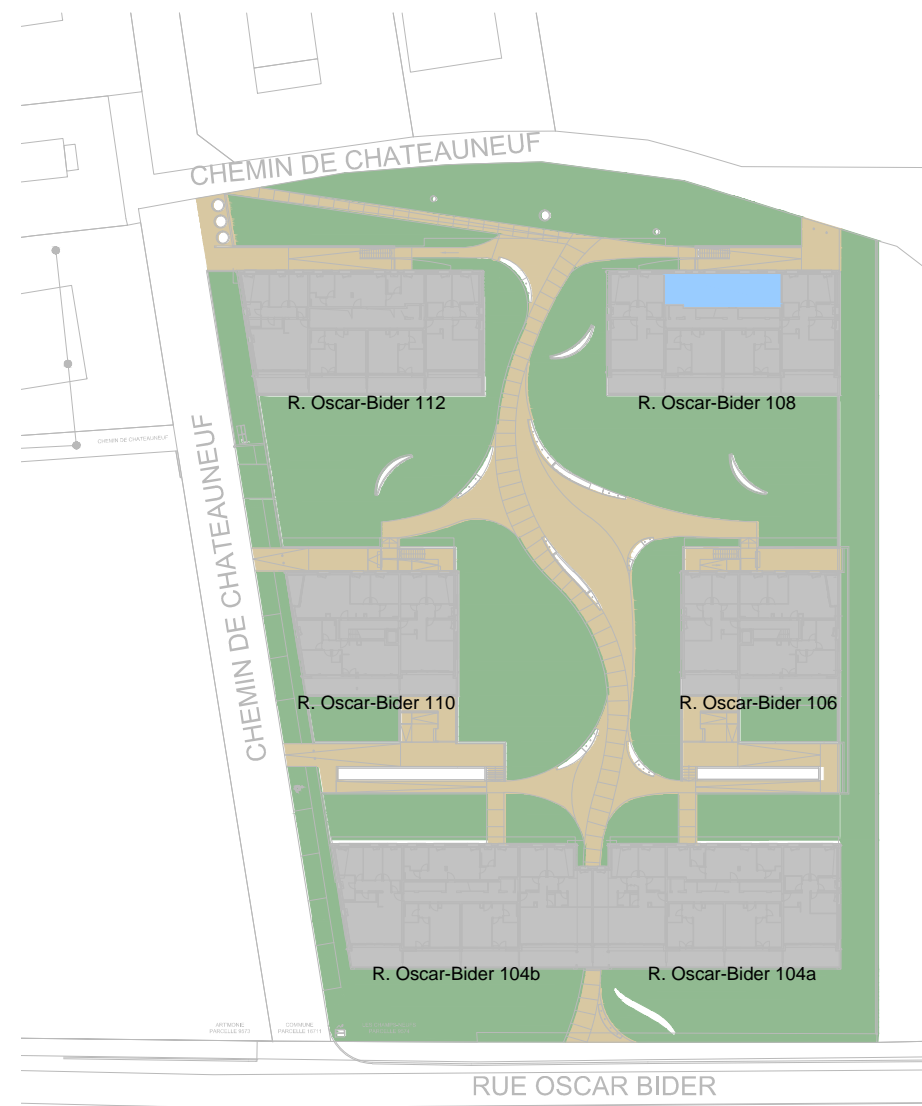 CHEMIN DE CHATEAUNEUF
R. Oscar-Bider 112
R. Oscar-Bider 108
CHEMIN DE CHATEAUNEUF
CHEMIN DE CHATEAUNEUF
R. Oscar-Bider 110
R. Oscar-Bider 106
R. Oscar-Bider 104b
R. Oscar-Bider 104a
COMMUNE
RUE OSCAR BIDER